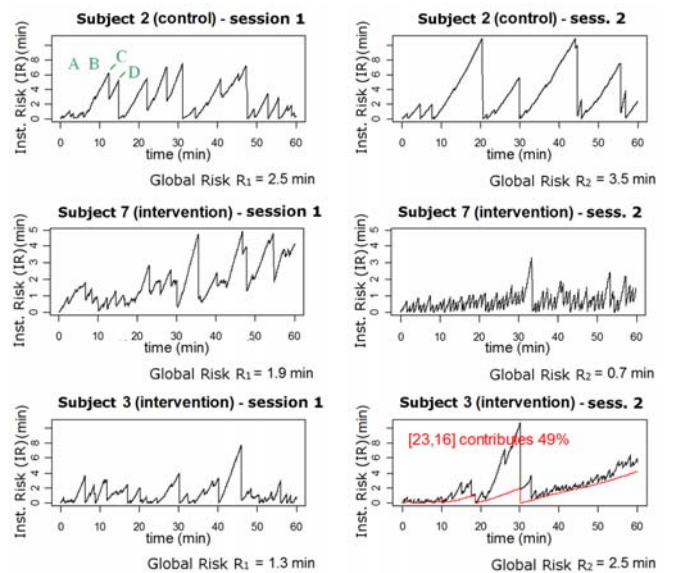 Subject 2 (control) - session 1
Inst. Risk (IR)(min)
0 2 4 6 8
A B C
D
0 10 20 30 40 50 60
time (min)
Global Risk R1 = 2.5 min
Subject 2 (control) - sess. 2
Inst. Risk (IR)(min)
0 2 4 6 8
0 10 20 30 40 50 60
time (min)
Global Risk R2 = 3.5 min
Subject 7 (intervention) - session 1
Inst. Risk (IR)(min)
0 1 2 3 4 5
0 10 20 30 40 50 60
time (min)
Global Risk R1 = 1.9 min
Subject 7 (intervention) - sess. 2
Inst. Risk (IR)(min)
0 1 2 3 4 5
0 10 20 30 40 50 60
time (min)
Global Risk R2 = 0.7 min
Subject 3 (intervention) - session 1
Inst. Risk (IR)(min)
0 2 4 6 8
0 10 20 30 40 50 60
time (min)
Global Risk R1 = 1.3 min
Subject 3 (intervention) - sess. 2
Inst. Risk (IR)(min)
0 2 4 6 8
[23,16] contributes 49%
0 10 20 30 40 50 60
time (min)
Global Risk R2 = 2.5 min